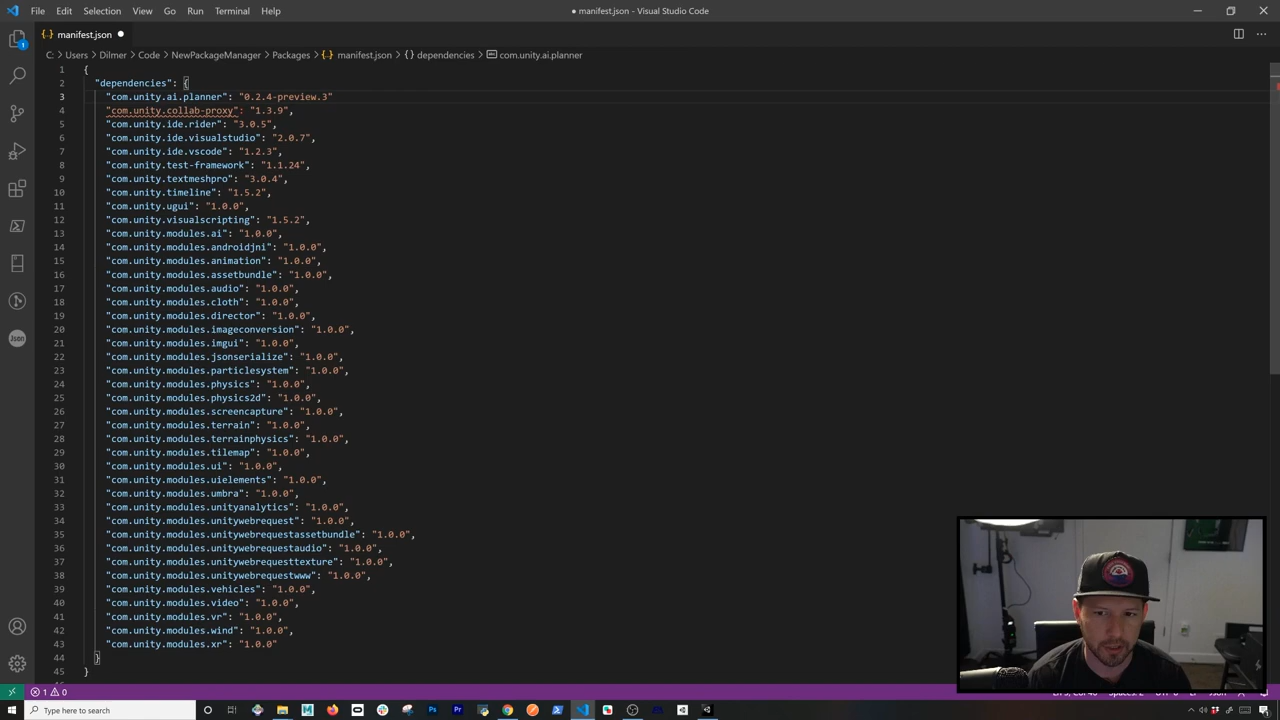 File Edit Selection View Go Run Terminal Help
● manifest.json - Visual Studio Code
manifest.json ●
C: > Users > Dilmer > Code > NewPackageManager > Packages > manifest.json > {} dependencies > com.unity.ai.planner
1 {
2 "dependencies": {
3 "com.unity.ai.planner": "0.2.4-preview.3"
4 "com.unity.collab-proxy": "1.3.9",
5 "com.unity.ide.rider": "3.0.5",
6 "com.unity.ide.visualstudio": "2.0.7",
7 "com.unity.ide.vscode": "1.2.3",
8 "com.unity.test-framework": "1.1.24",
9 "com.unity.textmeshpro": "3.0.4",
10 "com.unity.timeline": "1.5.2",
11 "com.unity.ugui": "1.0.0",
12 "com.unity.visualscripting": "1.5.2",
13 "com.unity.modules.ai": "1.0.0",
14 "com.unity.modules.androidjni": "1.0.0",
15 "com.unity.modules.animation": "1.0.0",
16 "com.unity.modules.assetbundle": "1.0.0",
17 "com.unity.modules.audio": "1.0.0",
18 "com.unity.modules.cloth": "1.0.0",
19 "com.unity.modules.director": "1.0.0",
20 "com.unity.modules.imageconversion": "1.0.0",
21 "com.unity.modules.imgui": "1.0.0",
22 "com.unity.modules.jsonserialize": "1.0.0",
23 "com.unity.modules.particlesystem": "1.0.0",
24 "com.unity.modules.physics": "1.0.0",
25 "com.unity.modules.physics2d": "1.0.0",
26 "com.unity.modules.screencapture": "1.0.0",
27 "com.unity.modules.terrain": "1.0.0",
28 "com.unity.modules.terrainphysics": "1.0.0",
29 "com.unity.modules.tilemap": "1.0.0",
30 "com.unity.modules.ui": "1.0.0",
31 "com.unity.modules.uielements": "1.0.0",
32 "com.unity.modules.umbra": "1.0.0",
33 "com.unity.modules.unityanalytics": "1.0.0",
34 "com.unity.modules.unitywebrequest": "1.0.0",
35 "com.unity.modules.unitywebrequestassetbundle": "1.0.0",
36 "com.unity.modules.unitywebrequestaudio": "1.0.0",
37 "com.unity.modules.unitywebrequesttexture": "1.0.0",
38 "com.unity.modules.unitywebrequestwww": "1.0.0",
39 "com.unity.modules.vehicles": "1.0.0",
40 "com.unity.modules.video": "1.0.0",
41 "com.unity.modules.vr": "1.0.0",
42 "com.unity.modules.wind": "1.0.0",
43 "com.unity.modules.xr": "1.0.0"
44 }
45 }
Json
1 0
Type here to search